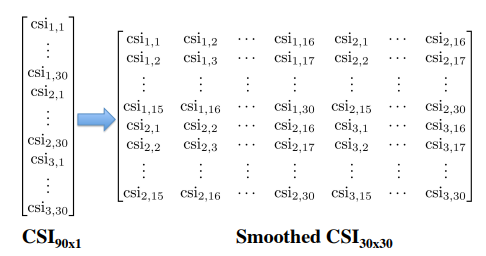 csi1,1
⋮
csi1,30
csi2,1
⋮
csi2,30
csi3,1
⋮
csi3,30
CSI90x1
csi1,1 csi1,2 ⋯ csi1,16 csi2,1 ⋯ csi2,16
csi1,2 csi1,3 ⋯ csi1,17 csi2,2 ⋯ csi2,17
⋮ ⋮ ⋮ ⋮ ⋮ ⋮ ⋮
csi1,15 csi1,16 ⋯ csi1,30 csi2,15 ⋯ csi2,30
csi2,1 csi2,2 ⋯ csi2,16 csi3,1 ⋯ csi3,16
csi2,2 csi2,3 ⋯ csi2,17 csi3,2 ⋯ csi3,17
⋮ ⋮ ⋮ ⋮ ⋮ ⋮ ⋮
csi2,15 csi2,16 ⋯ csi2,30 csi3,15 ⋯ csi3,30
Smoothed CSI30x30